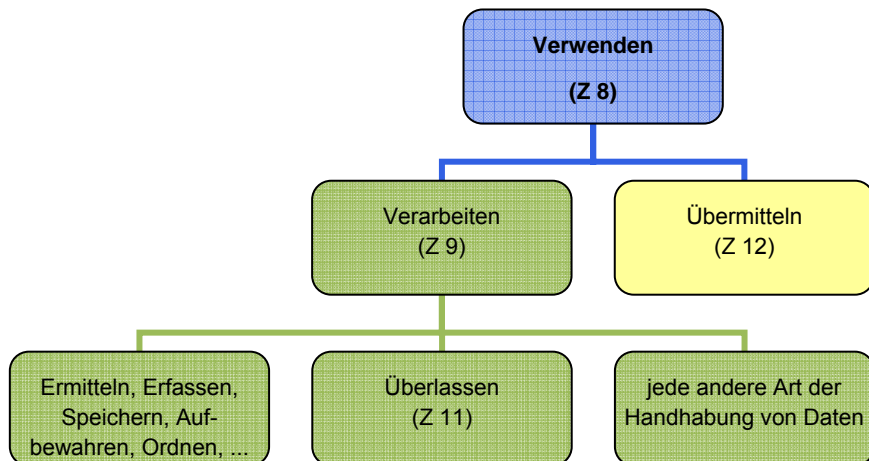 Verwenden
(Z 8)
Verarbeiten
(Z 9)
Übermitteln
(Z 12)
Ermitteln, Erfassen,
Speichern, Auf-
bewahren, Ordnen, ...
Überlassen
(Z 11)
jede andere Art der
Handhabung von Daten